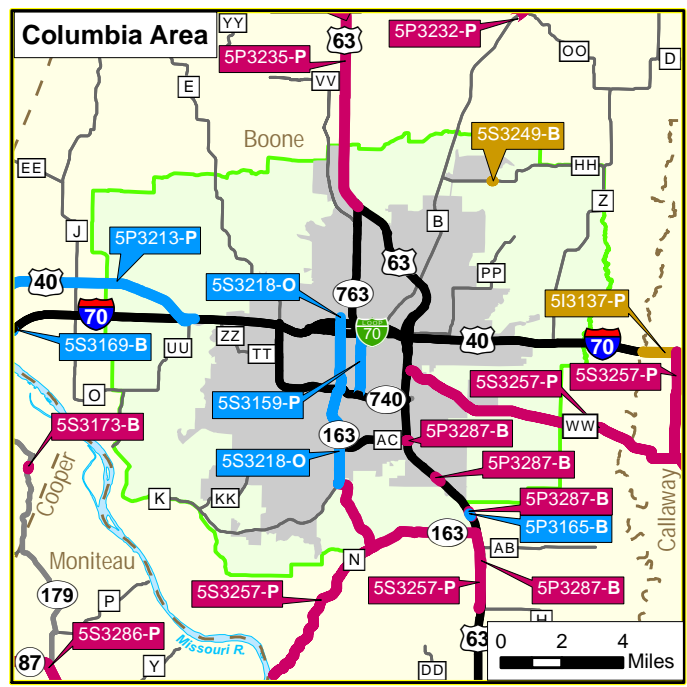 Columbia Area
YY
63
5P3232-P
OO
D
5P3235-P
VV
E
Boone
5S3249-B
HH
EE
Z
J
B
5P3213-P
63
PP
40
5S3218-O
763
5I3137-P
70
LOOP
70
40
70
5S3169-B
UU
ZZ
TT
5S3257-P
5S3257-P
O
5S3159-P
740
WW
5S3173-B
163
AC
5P3287-B
5S3218-O
5P3287-B
Cooper
K
KK
5P3287-B
5P3165-B
Callaway
163
AB
Moniteau
N
179
P
5S3257-P
5S3257-P
5P3287-B
H
5S3286-P
Missouri R.
63
0 2 4
Miles
87
Y
DD